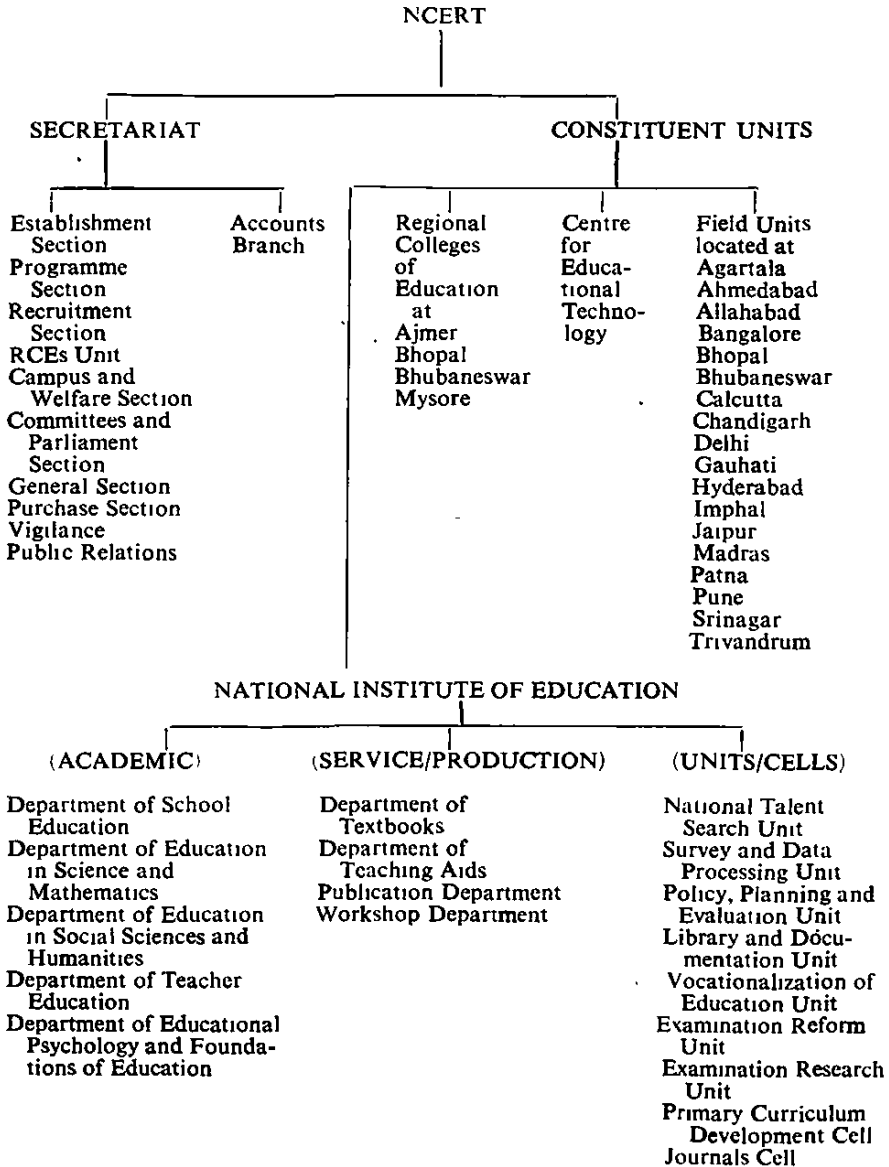 NCERT
SECRETARIAT
CONSTITUENT UNITS
Establishment
Section
Programme
Section
Recruitment
Section
RCEs Unit
Campus and
Welfare Section
Committees and
Parliament
Section
General Section
Purchase Section
Vigilance
Public Relations
Accounts
Branch
Regional
Colleges
of
Education
at
Ajmer
Bhopal
Bhubaneswar
Mysore
Centre
for
Educa-
tional
Techno-
logy
Field Units
located at
Agartala
Ahmedabad
Allahabad
Bangalore
Bhopal
Bhubaneswar
Calcutta
Chandigarh
Delhi
Gauhati
Hyderabad
Imphal
Jaipur
Madras
Patna
Pune
Srinagar
Trivandrum
NATIONAL INSTITUTE OF EDUCATION
(ACADEMIC)
Department of School
Education
Department of Education
in Science and
Mathematics
Department of Education
in Social Sciences and
Humanities
Department of Teacher
Education
Department of Educational
Psychology and Founda-
tions of Education
(SERVICE/PRODUCTION)
Department of
Textbooks
Department of
Teaching Aids
Publication Department
Workshop Department
(UNITS/CELLS)
National Talent
Search Unit
Survey and Data
Processing Unit
Policy, Planning and
Evaluation Unit
Library and Docu-
mentation Unit
Vocationalization of
Education Unit
Examination Reform
Unit
Examination Research
Unit
Primary Curriculum
Development Cell
Journals Cell